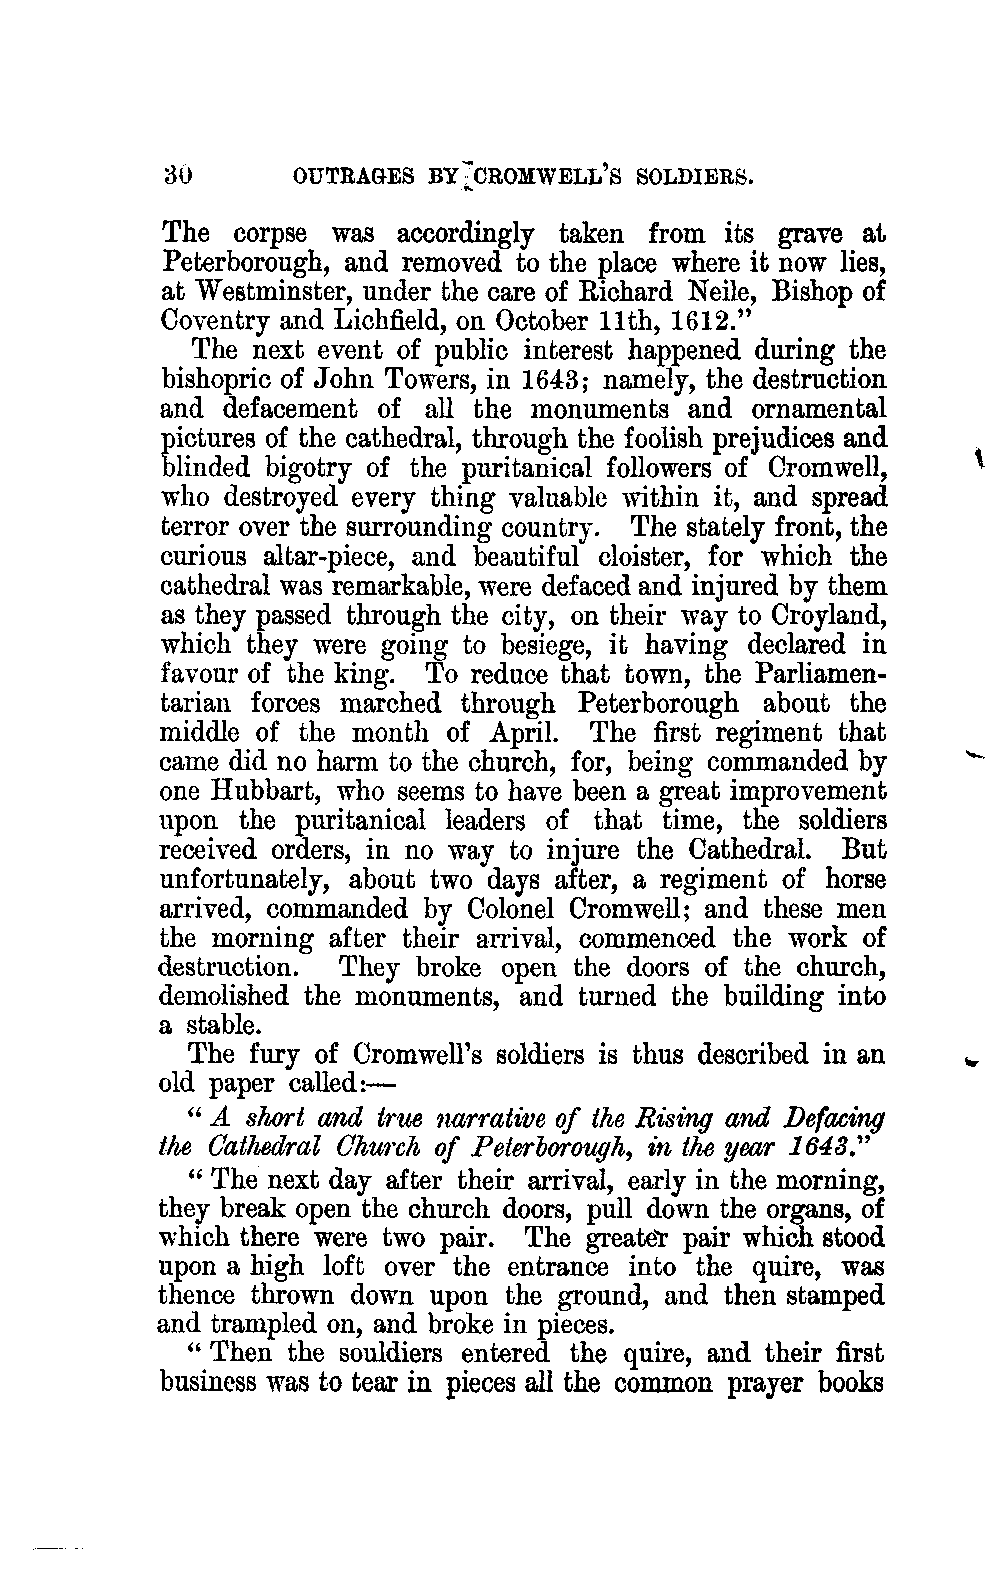 30 OUTRAGES BY CROMWELL'S SOLDIERS.
The corpse was accordingly taken from its grave at
Peterborough, and removed to the place where it now lies,
at Westminster, under the care of Richard Neile, Bishop of
Coventry and Lichfield, on October 11th, 1612."
The next event of public interest happened during the
bishopric of John Towers, in 1643; namely, the destruction
and defacement of all the monuments and ornamental
pictures of the cathedral, through the foolish prejudices and
blinded bigotry of the puritanical followers of Cromwell,
who destroyed every thing valuable within it, and spread
terror over the surrounding country. The stately front, the
curious altar-piece, and beautiful cloister, for which the
cathedral was remarkable, were defaced and injured by them
as they passed through the city, on their way to Croyland,
which they were going to besiege, it having declared in
favour of the king. To reduce that town, the Parliamen-
tarian forces marched through Peterborough about the
middle of the month of April. The first regiment that
came did no harm to the church, for, being commanded by
one Hubbart, who seems to have been a great improvement
upon the puritanical leaders of that time, the soldiers
received orders, in no way to injure the Cathedral. But
unfortunately, about two days after, a regiment of horse
arrived, commanded by Colonel Cromwell; and these men
the morning after their arrival, commenced the work of
destruction. They broke open the doors of the church,
demolished the monuments, and turned the building into
a stable.
The fury of Cromwell's soldiers is thus described in an
old paper called:—
"A short and true narrative of the Rising and Defacing
the Cathedral Church of Peterborough, in the year 1643."
"The next day after their arrival, early in the morning,
they break open the church doors, pull down the organs, of
which there were two pair. The greater pair which stood
upon a high loft over the entrance into the quire, was
thence thrown down upon the ground, and then stamped
and trampled on, and broke in pieces.
"Then the souldiers entered the quire, and their first
business was to tear in pieces all the common prayer books